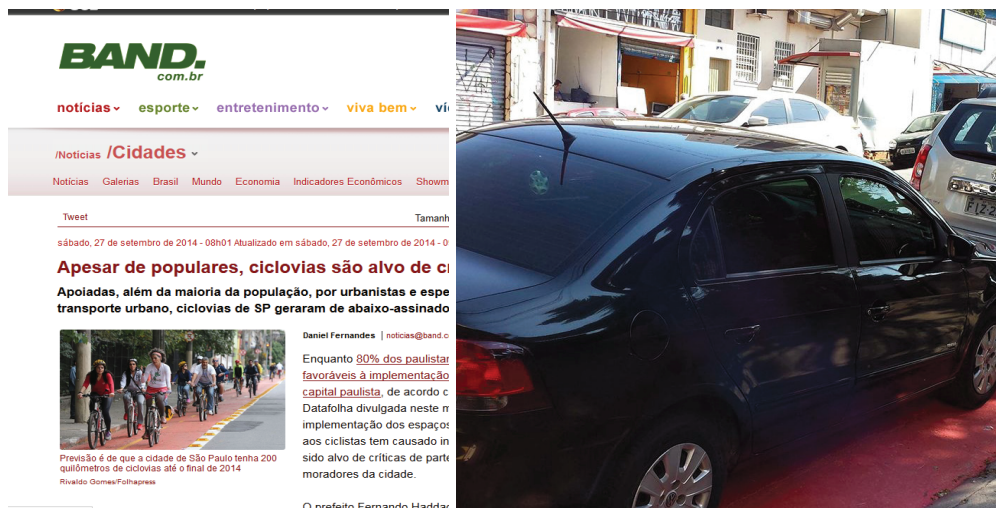 BAND.
com.br
notícias
esporte
entretenimento
viva bem
/Notícias /Cidades
Notícias Galerias Brasil Mundo Economia Indicadores Econômicos
Tweet
sábado, 27 de setembro de 2014 - 08h01 Atualizado em sábado, 27 de setembro de 2014 -
Apesar de populares, ciclovias são alvo de
Apoiadas, além da maioria da população, por urbanistas e
transporte urbano, ciclovias de SP geraram de abaixo-assinado
Daniel Fernandes | noticias@band.c
Enquanto 80% dos paulista
favoráveis à implementação
capital paulista, de acordo c
Datafolha divulgada neste m
implementação dos espaços
aos ciclistas tem causado in
sido alvo de críticas de parte
moradores da cidade.
O prefeito Fernando Hadda
Previsão é de que a cidade de São Paulo tenha 200
quilômetros de ciclovias até o final de 2014
Rivaldo Gomes/Folhapress